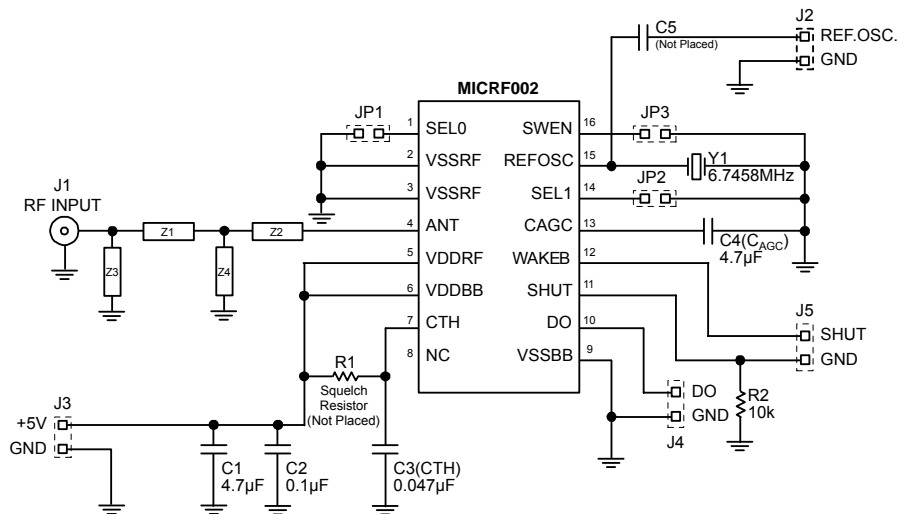 J2
C5
(Not Placed)
REF.OSC.
GND
MICRF002
JP1
1 SEL0
2 VSSRF
3 VSSRF
4 ANT
5 VDDRF
6 VDDBB
7 CTH
8 NC
SWEN 16
REFOSC 15
SEL1 14
CAGC 13
WAKEB 12
SHUT 11
DO 10
VSSBB 9
JP3
Y1
6.7458MHz
JP2
C4(CAGC)
4.7µF
J1
RF INPUT
Z1
Z2
Z3
Z4
J5
SHUT
GND
R1
Squelch
Resistor
(Not Placed)
R2
10k
DO
GND
J4
J3
+5V
GND
C1
4.7µF
C2
0.1µF
C3(CTH)
0.047µF